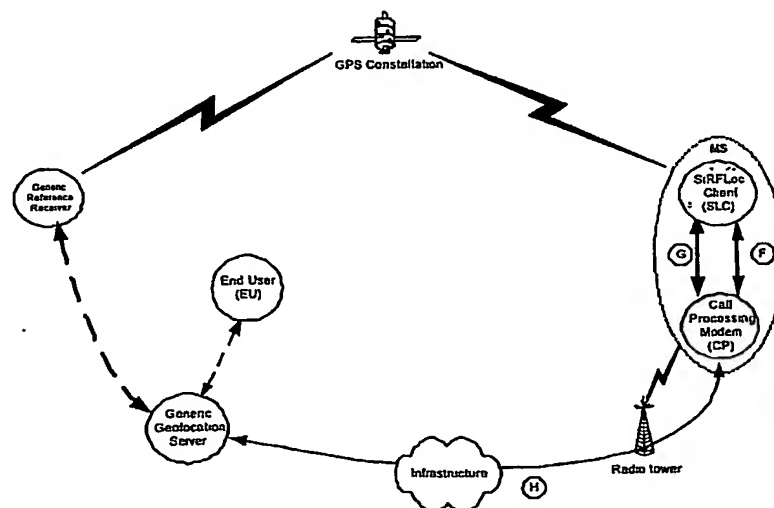 GPS Constellation
MS
SiRFLoc
Client
(SLC)
Generic
Reference
Receiver
G
F
End User
(EU)
Call
Processing
Modem
(CP)
Generic
Geolocation
Server
Infrastructure
H
Radio tower